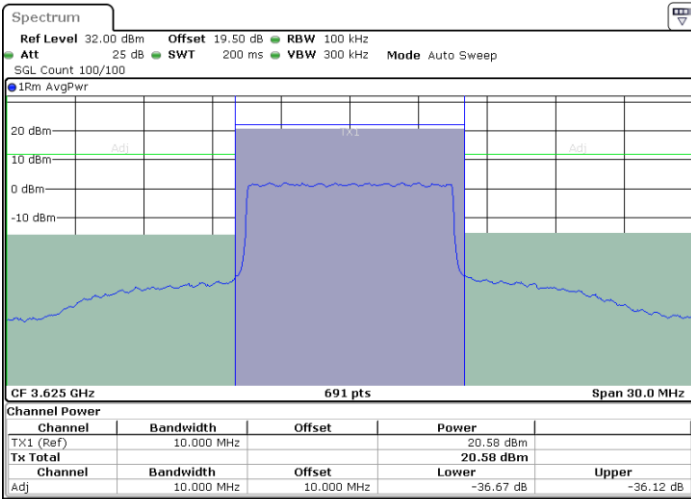 Spectrum
Ref Level 32.00 dBm Offset 19.50 dB RBW 100 kHz
Att 25 dB SWT 200 ms VBW 300 kHz Mode Auto Sweep
SGL Count 100/100
1Rm AvgPwr
20 dBm
TX1
Adj Adj
10 dBm
0 dBm
-10 dBm
CF 3.625 GHz 691 pts Span 30.0 MHz
Channel Power
Channel Bandwidth Offset Power
TX1 (Ref) 10.000 MHz 20.58 dBm
Tx Total 20.58 dBm
Channel Bandwidth Offset Lower Upper
Adj 10.000 MHz 10.000 MHz -36.67 dB -36.12 dB